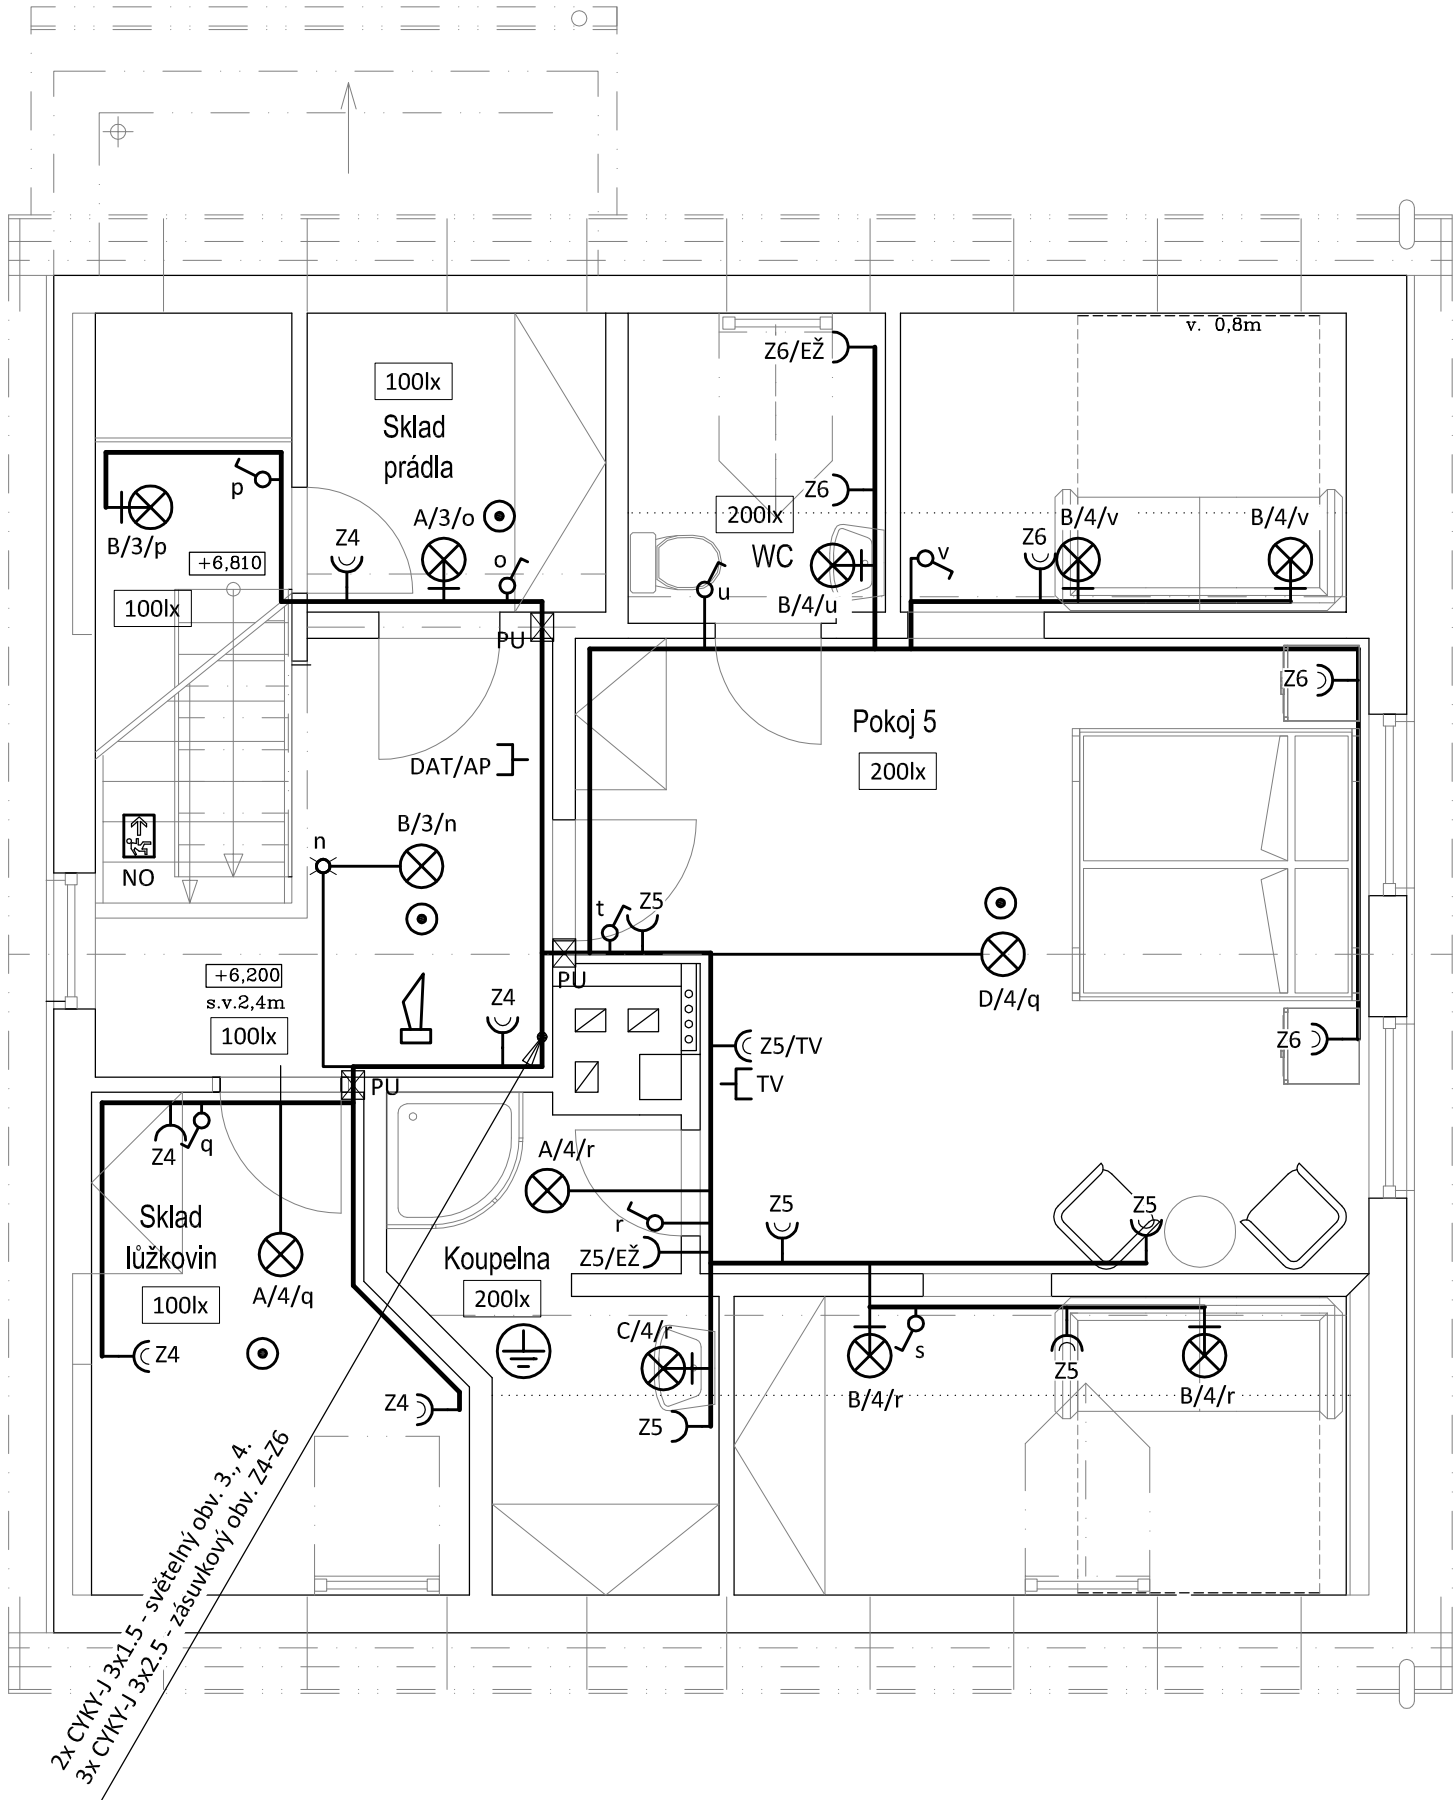 v. 0,8m
Z6/EŽ
100lx
Sklad
prádla
p
Z6
B/3/p
A/3/o
200lx
B/4/v
B/4/v
+6,810
Z4
o
WC
Z6
v
100lx
u
B/4/u
PU
Z6
Pokoj 5
DAT/AP
200lx
n
B/3/n
NO
t
Z5
+6,200
s.v.2,4m
100lx
Z4
PU
D/4/q
Z5/TV
Z6
PU
TV
Z4
q
A/4/r
Sklad
lůžkovin
r
Z5
Z5
Koupelna
Z5/EŽ
100lx
A/4/q
200lx
Z4
C/4/r
s
Z5
Z4
B/4/r
B/4/r
Z5
2x CYKY-J 3x1.5 - světelný obv. 3., 4.
3x CYKY-J 3x2.5 - zásuvkový obv. Z4-Z6